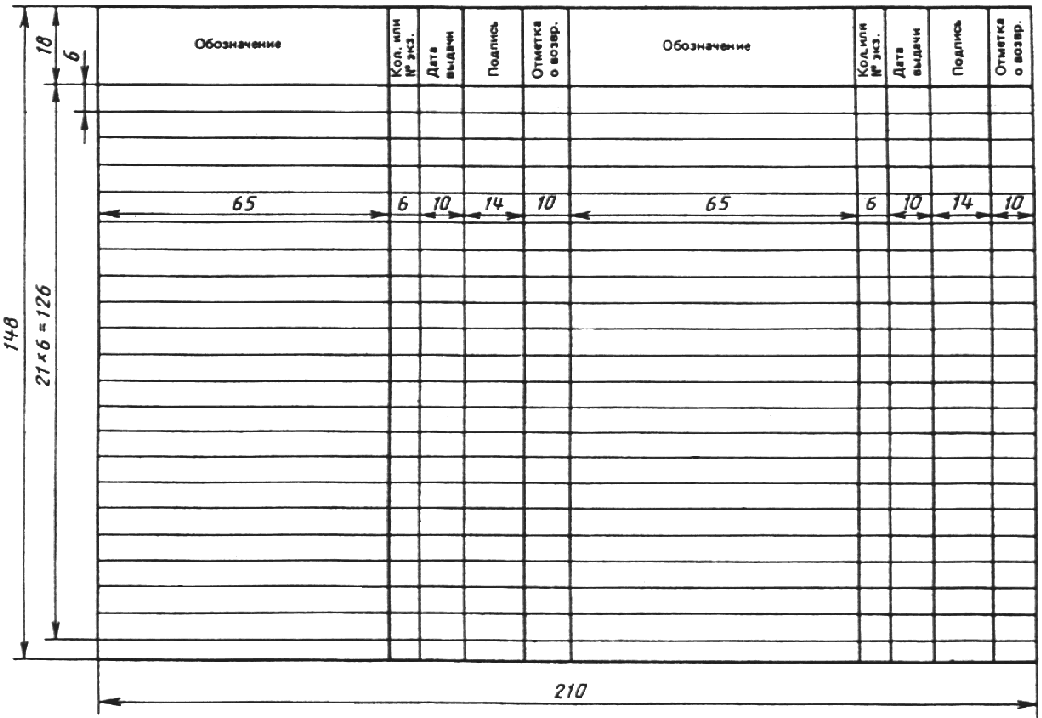 18
6
Обозначение
Кол. или
№ экз.
Дата
выдачи
Подпись
Отметка
о возвр.
Обозначение
Кол. или
№ экз.
Дата
выдачи
Подпись
Отметка
о возвр.
65
6
10
14
10
65
6
10
14
10
148
21×6=126
210